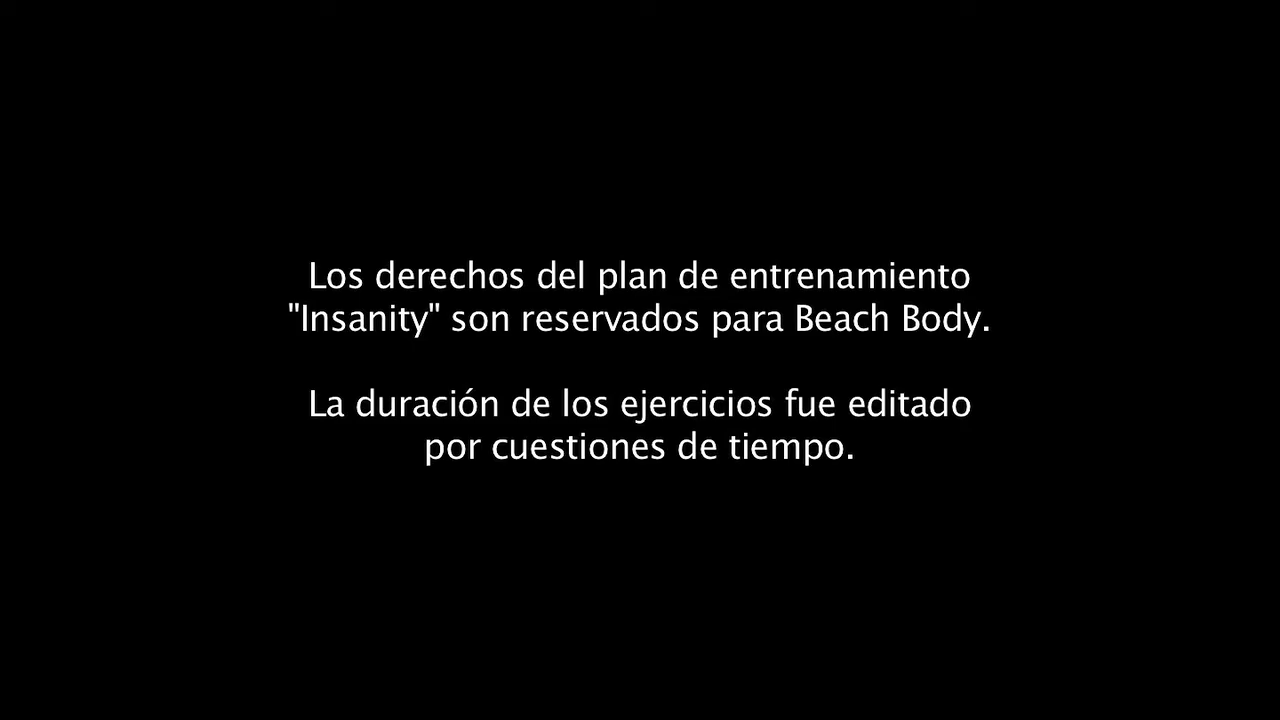 Los derechos del plan de entrenamiento
"Insanity" son reservados para Beach Body.
La duración de los ejercicios fue editado
por cuestiones de tiempo.